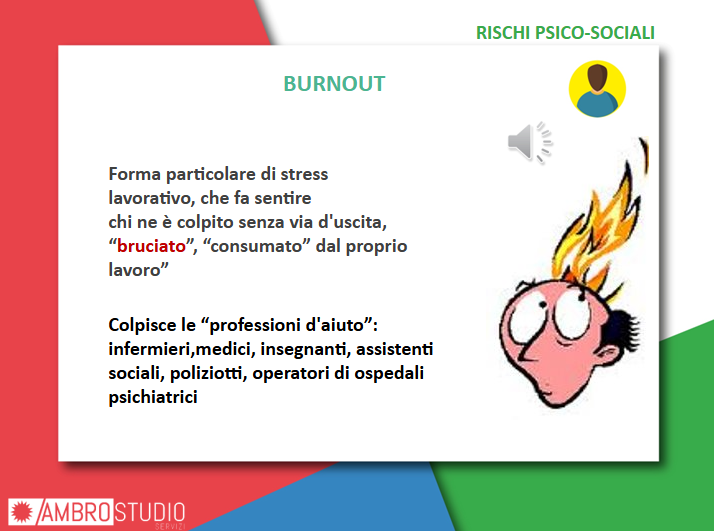 RISCHI PSICO-SOCIALI
BURNOUT
Forma particolare di stress
lavorativo, che fa sentire
chi ne è colpito senza via d'uscita,
“bruciato”, “consumato” dal proprio
lavoro”
Colpisce le “professioni d'aiuto”:
infermieri,medici, insegnanti, assistenti
sociali, poliziotti, operatori di ospedali
psichiatrici
AMBROSTUDIO
SERVIZI